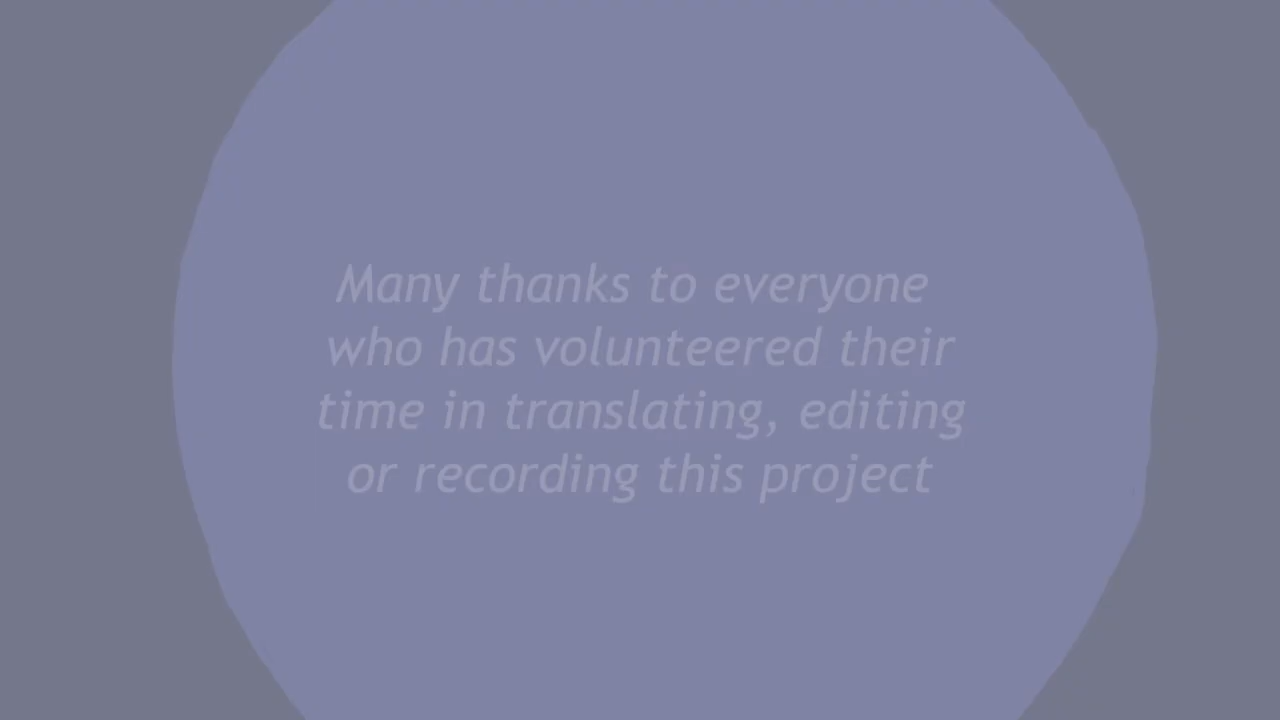 Many thanks to everyone
who has volunteered their
time in translating, editing
or recording this project